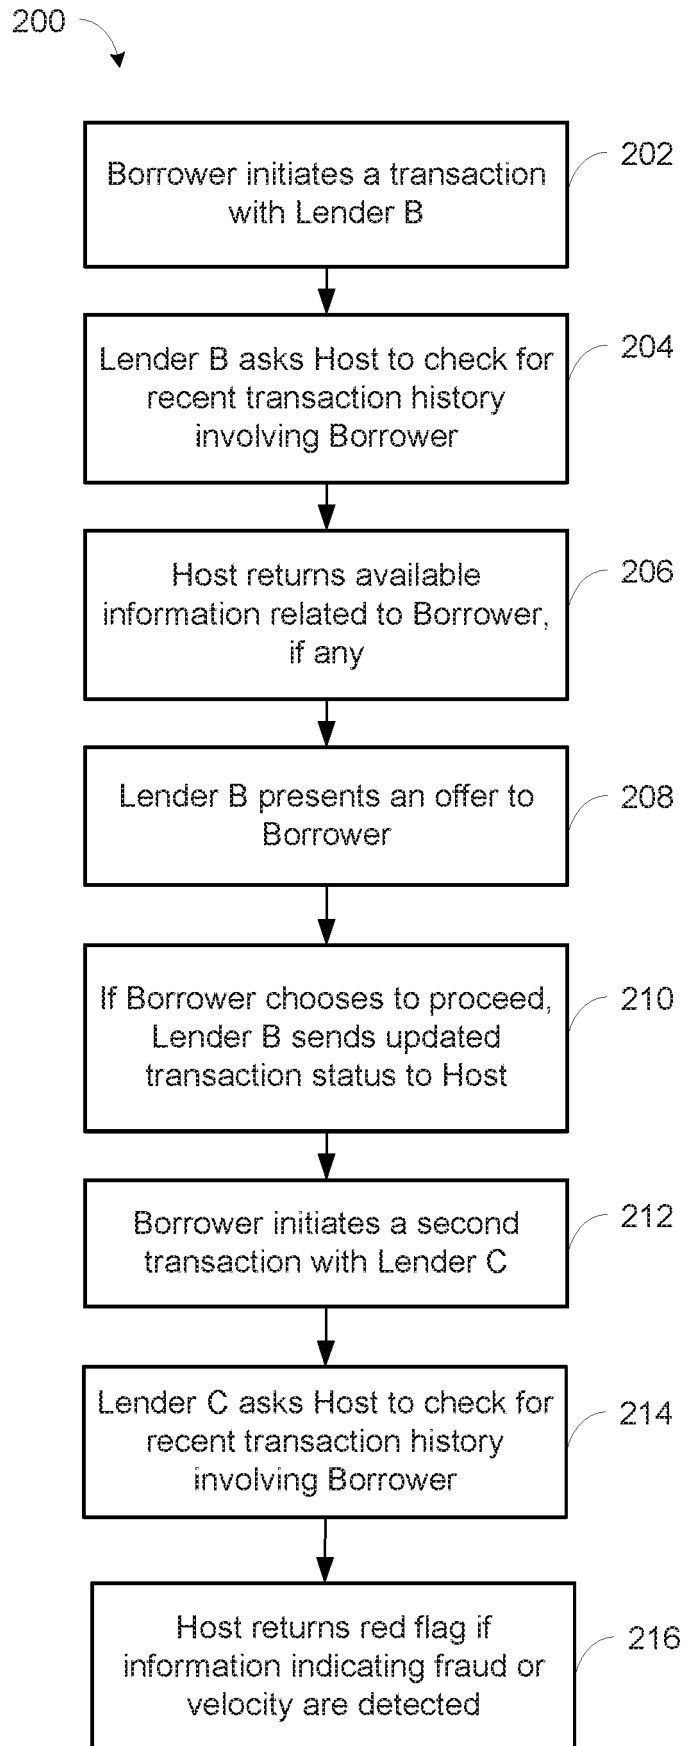 200
Borrower initiates a transaction
with Lender B
202
Lender B asks Host to check for
recent transaction history
involving Borrower
204
Host returns available
information related to Borrower,
if any
206
Lender B presents an offer to
Borrower
208
If Borrower chooses to proceed,
Lender B sends updated
transaction status to Host
210
Borrower initiates a second
transaction with Lender C
212
Lender C asks Host to check for
recent transaction history
involving Borrower
214
Host returns red flag if
information indicating fraud or
velocity are detected
216